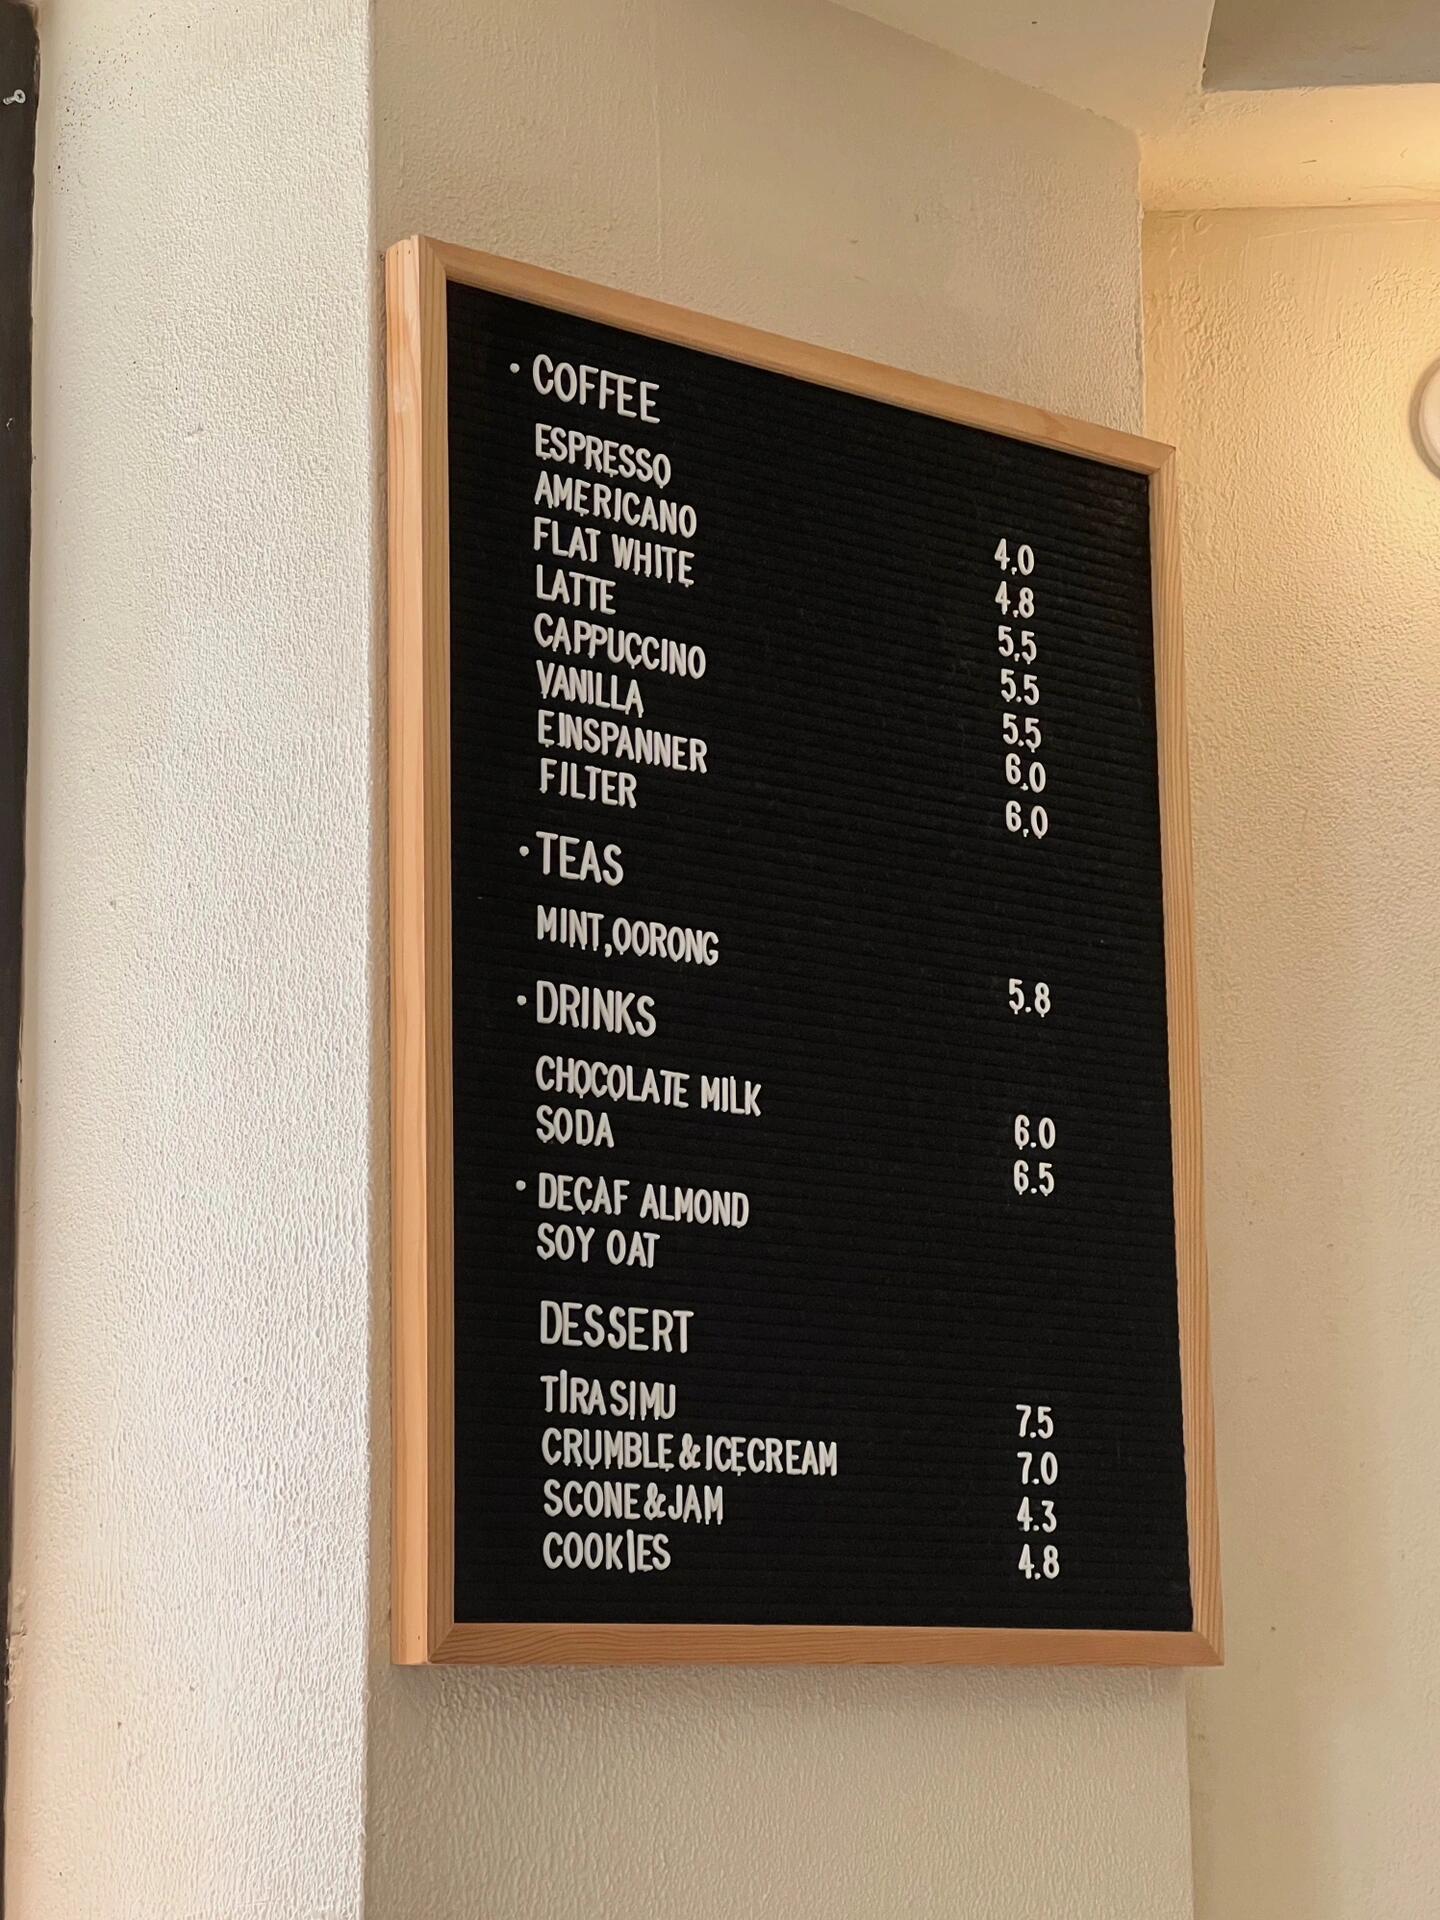 · COFFEE
ESPRESSO 4.0
AMERICANO 4.8
FLAT WHITE 5.5
LATTE 5.5
CAPPUCCINO 5.5
VANILLA 6.0
EINSPANNER 6.0
FILTER
· TEAS
MINT,OORONG 5.8
· DRINKS
CHOCOLATE MILK 6.0
SODA 6.5
· DECAF ALMOND
SOY OAT
DESSERT
TIRASIMU 7.5
CRUMBLE&ICECREAM 7.0
SCONE&JAM 4.3
COOKIES 4.8